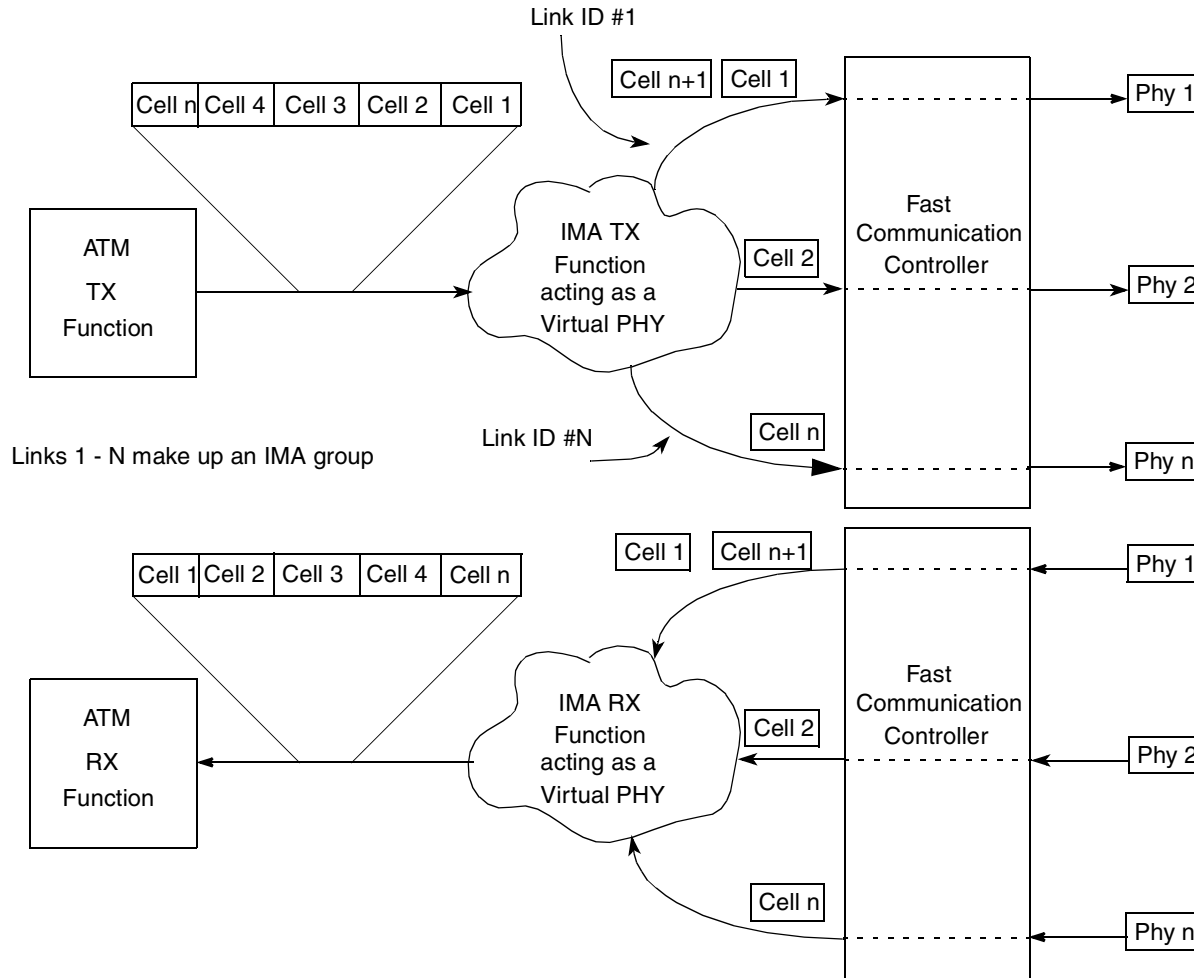 Link ID #1
Cell n Cell 4 Cell 3 Cell 2 Cell 1
Cell n+1 Cell 1
Phy 1
ATM
TX
Function
IMA TX
Function
acting as a
Virtual PHY
Cell 2
Fast
Communication
Controller
Phy 2
Links 1 - N make up an IMA group
Link ID #N
Cell n
Phy n
Cell 1 Cell 2 Cell 3 Cell 4 Cell n
Cell 1 Cell n+1
Phy 1
ATM
RX
Function
IMA RX
Function
acting as a
Virtual PHY
Cell 2
Fast
Communication
Controller
Phy 2
Cell n
Phy n